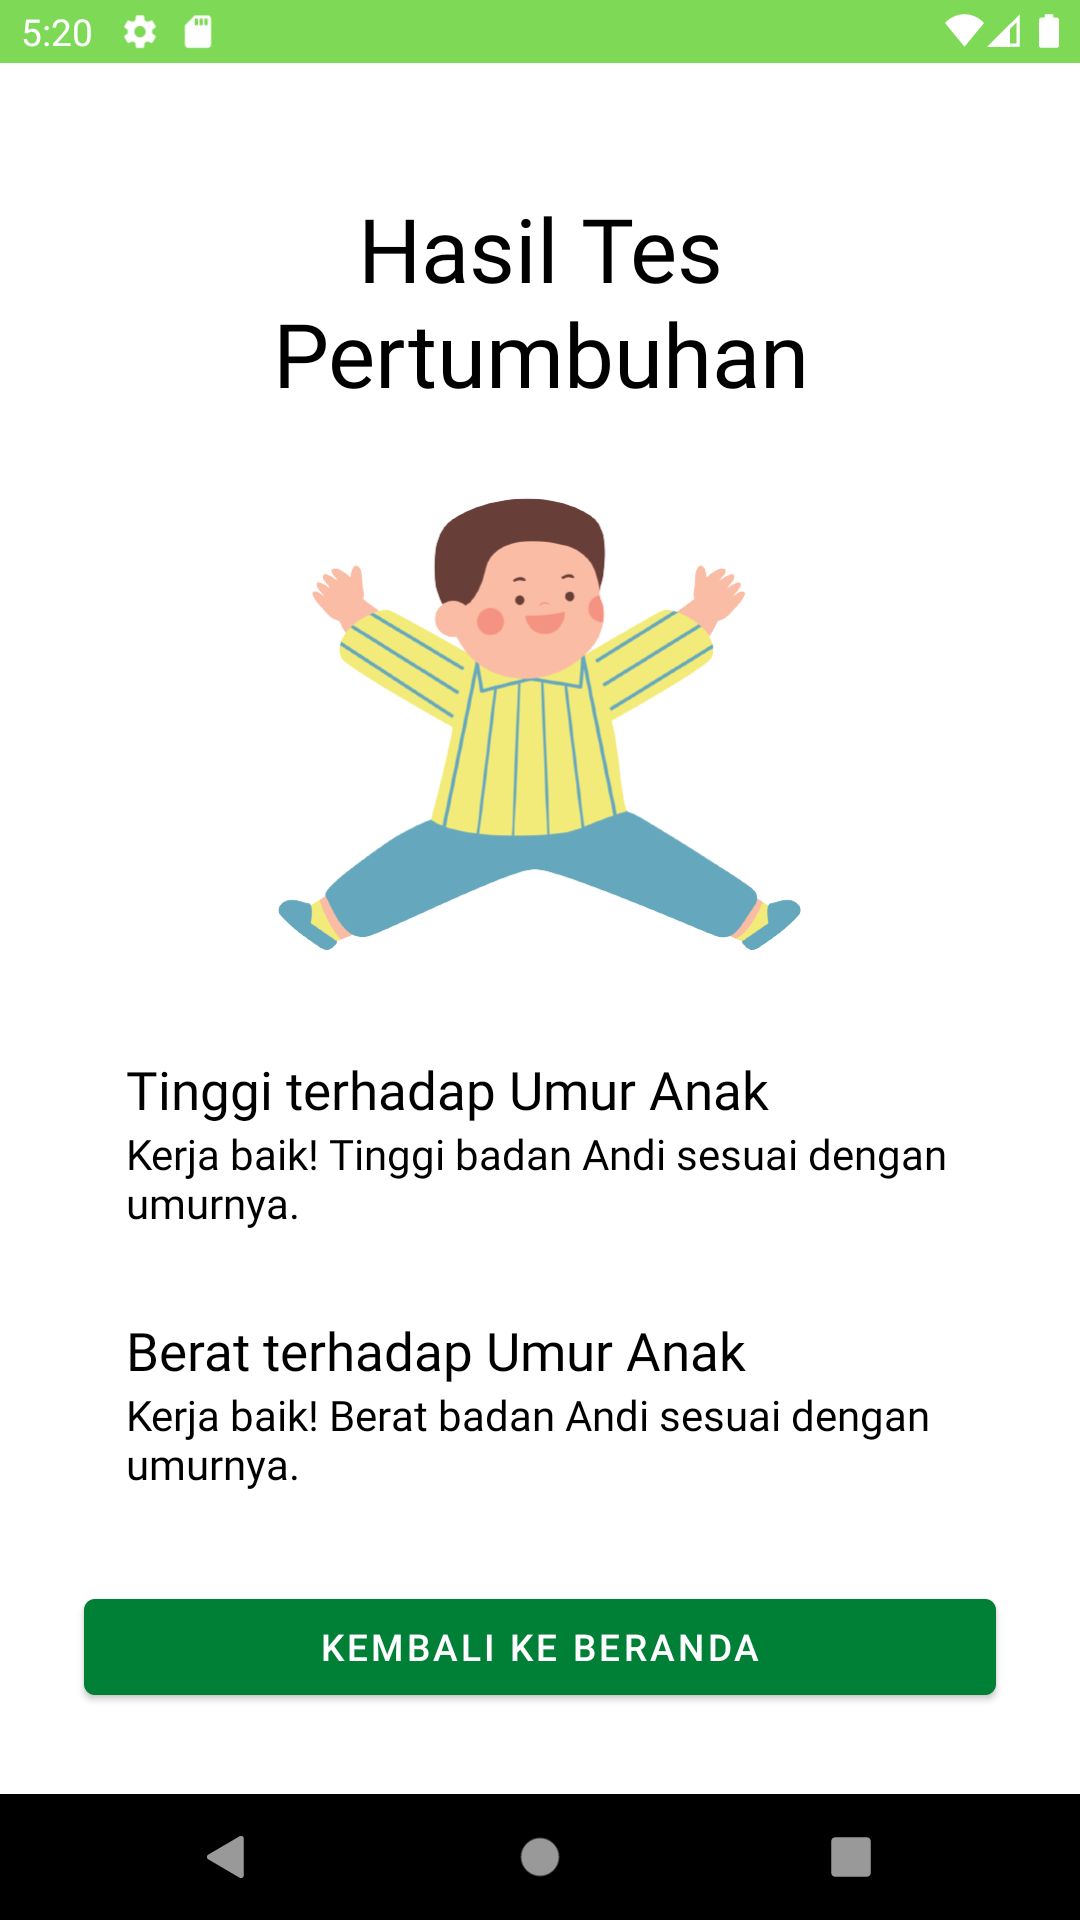 5:20
Hasil Tes
Pertumbuhan
Tinggi terhadap Umur Anak
Kerja baik! Tinggi badan Andi sesuai dengan
umurnya.
Berat terhadap Umur Anak
Kerja baik! Berat badan Andi sesuai dengan
umurnya.
KEMBALI KE BERANDA